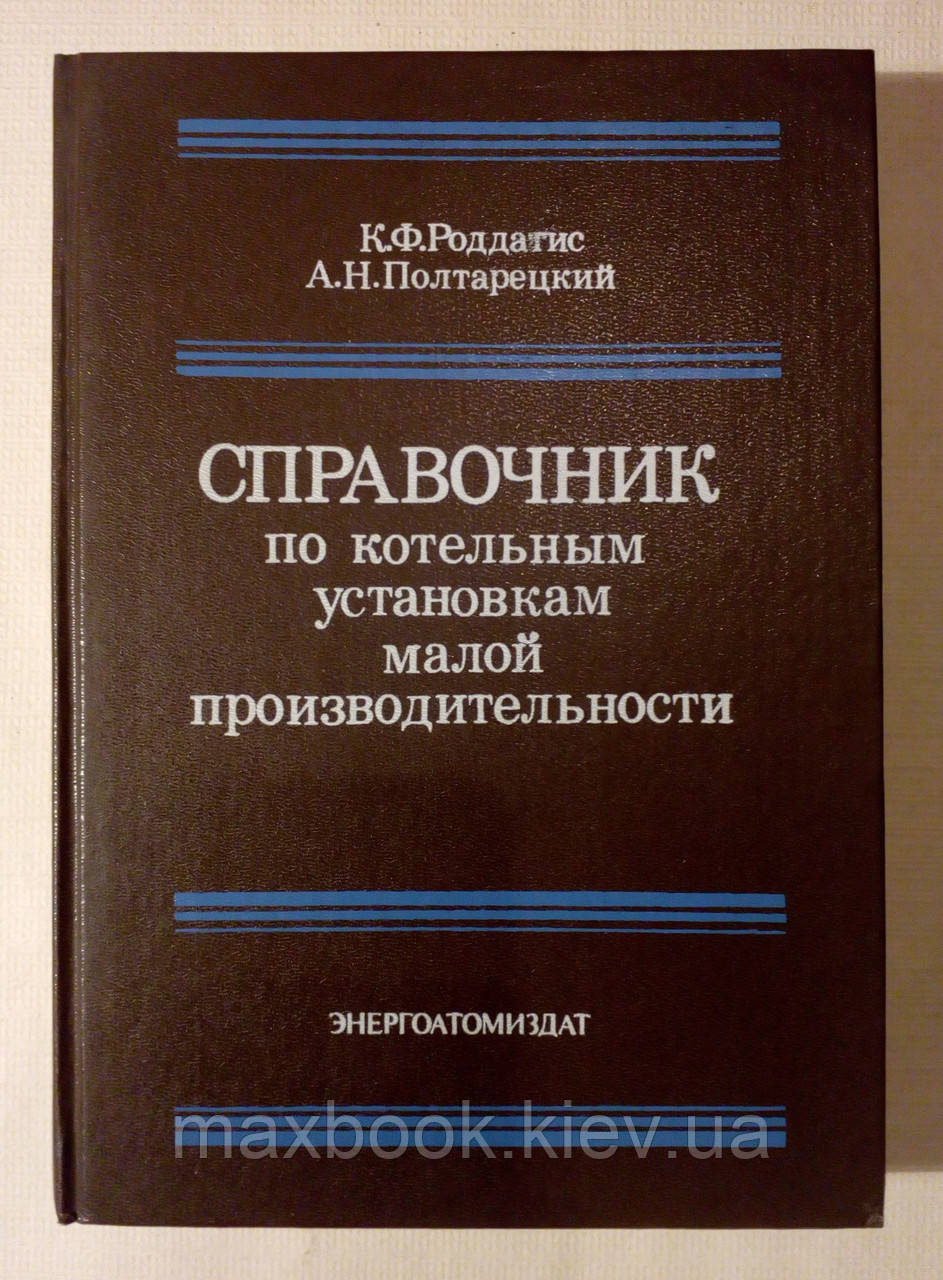 К.Ф.Роддатис
А.Н.Полтарецкий
СПРАВОЧНИК
по котельным
установкам
малой
производительности
ЭНЕРГОАТОМИЗДАТ
maxbook.kiev.ua